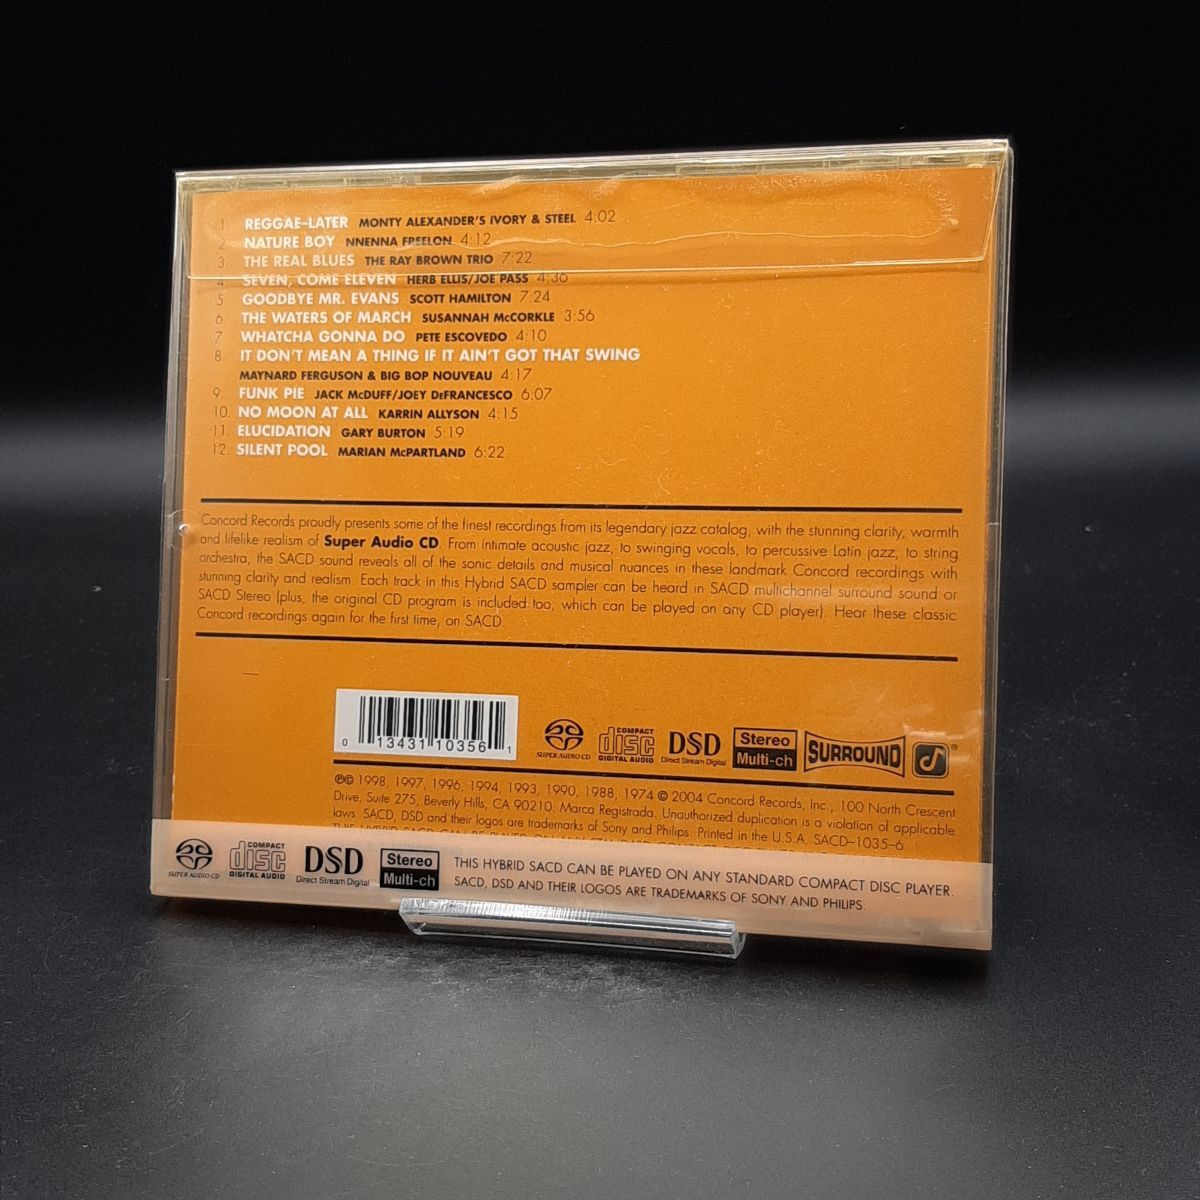 1 REGGAE-LATER MONTY ALEXANDER'S IVORY & STEEL 4:02
2 NATURE BOY NNENNA FREELON 4:12
3 THE REAL BLUES THE RAY BROWN TRIO 7:22
4 SEVEN, COME ELEVEN HERB ELLIS/JOE PASS 4:36
5 GOODBYE MR. EVANS SCOTT HAMILTON 7:24
6 THE WATERS OF MARCH SUSANNAH McCORKLE 3:56
7 WHATCHA GONNA DO PETE ESCOVEDO 4:10
8. IT DON'T MEAN A THING IF IT AIN'T GOT THAT SWING
MAYNARD FERGUSON & BIG BOP NOUVEAU 4:17
9 FUNK PIE JACK McDUFF/JOEY DeFRANCESCO 6:07
10. NO MOON AT ALL KARRIN ALLYSON 4:15
11. ELUCIDATION GARY BURTON 5:19
12. SILENT POOL MARIAN McPARTLAND 6:22
Concord Records proudly presents some of the finest recordings from its legendary jazz catalog, with the stunning clarity, warmth
and lifelike realism of Super Audio CD. From intimate acoustic jazz, to swinging vocals, to percussive Latin jazz, to string
orchestra, the SACD sound reveals all of the sonic details and musical nuances in these landmark Concord recordings with
stunning clarity and realism. Each track in this Hybrid SACD sampler can be heard in SACD multichannel surround sound or
SACD Stereo (plus, the original CD program is included too, which can be played on any CD player). Hear these classic
Concord recordings again for the first time, on SACD.
0 13431 10356 1
SUPER AUDIO CD COMPACT disc DIGITAL AUDIO DSD Direct Stream Digital Stereo Multi-ch SURROUND
℗© 1998, 1997, 1996, 1994, 1993, 1990, 1988, 1974 © 2004 Concord Records, Inc., 100 North Crescent
Drive, Suite 275, Beverly Hills, CA 90210. Marca Registrada. Unauthorized duplication is a violation of applicable
laws. SACD, DSD and their logos are trademarks of Sony and Philips. Printed in the U.S.A. SACD-1035-6
THIS HYBRID SACD CAN BE PLAYED ON ANY STANDARD COMPACT DISC PLAYER.
SUPER AUDIO CD COMPACT disc DIGITAL AUDIO DSD Direct Stream Digital Stereo Multi-ch THIS HYBRID SACD CAN BE PLAYED ON ANY STANDARD COMPACT DISC PLAYER.
SACD, DSD AND THEIR LOGOS ARE TRADEMARKS OF SONY AND PHILIPS.